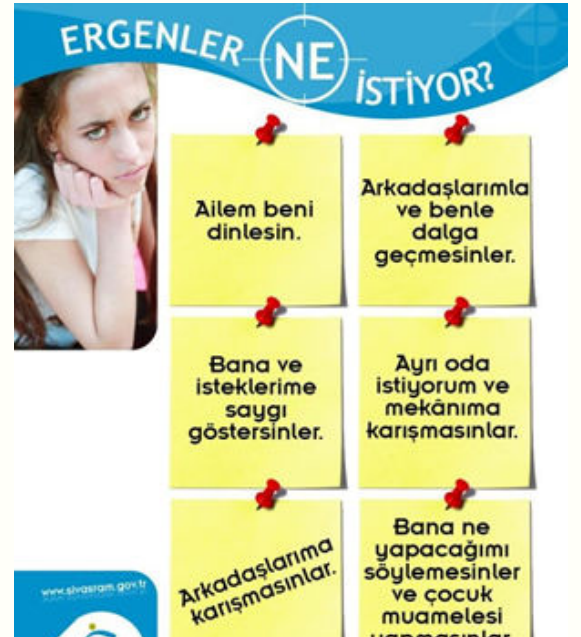 ERGENLER NE İSTİYOR?
Ailem beni
dinlesin.
Arkadaşlarımla
ve benle
dalga
geçmesinler.
Bana ve
isteklerime
saygı
göstersinler.
Ayrı oda
istiyorum ve
mekânıma
karışmasınlar.
Arkadaşlarıma
karışmasınlar.
Bana ne
yapacağımı
söylemesinler
ve çocuk
muamelesi
www.sivasram.gov.tr